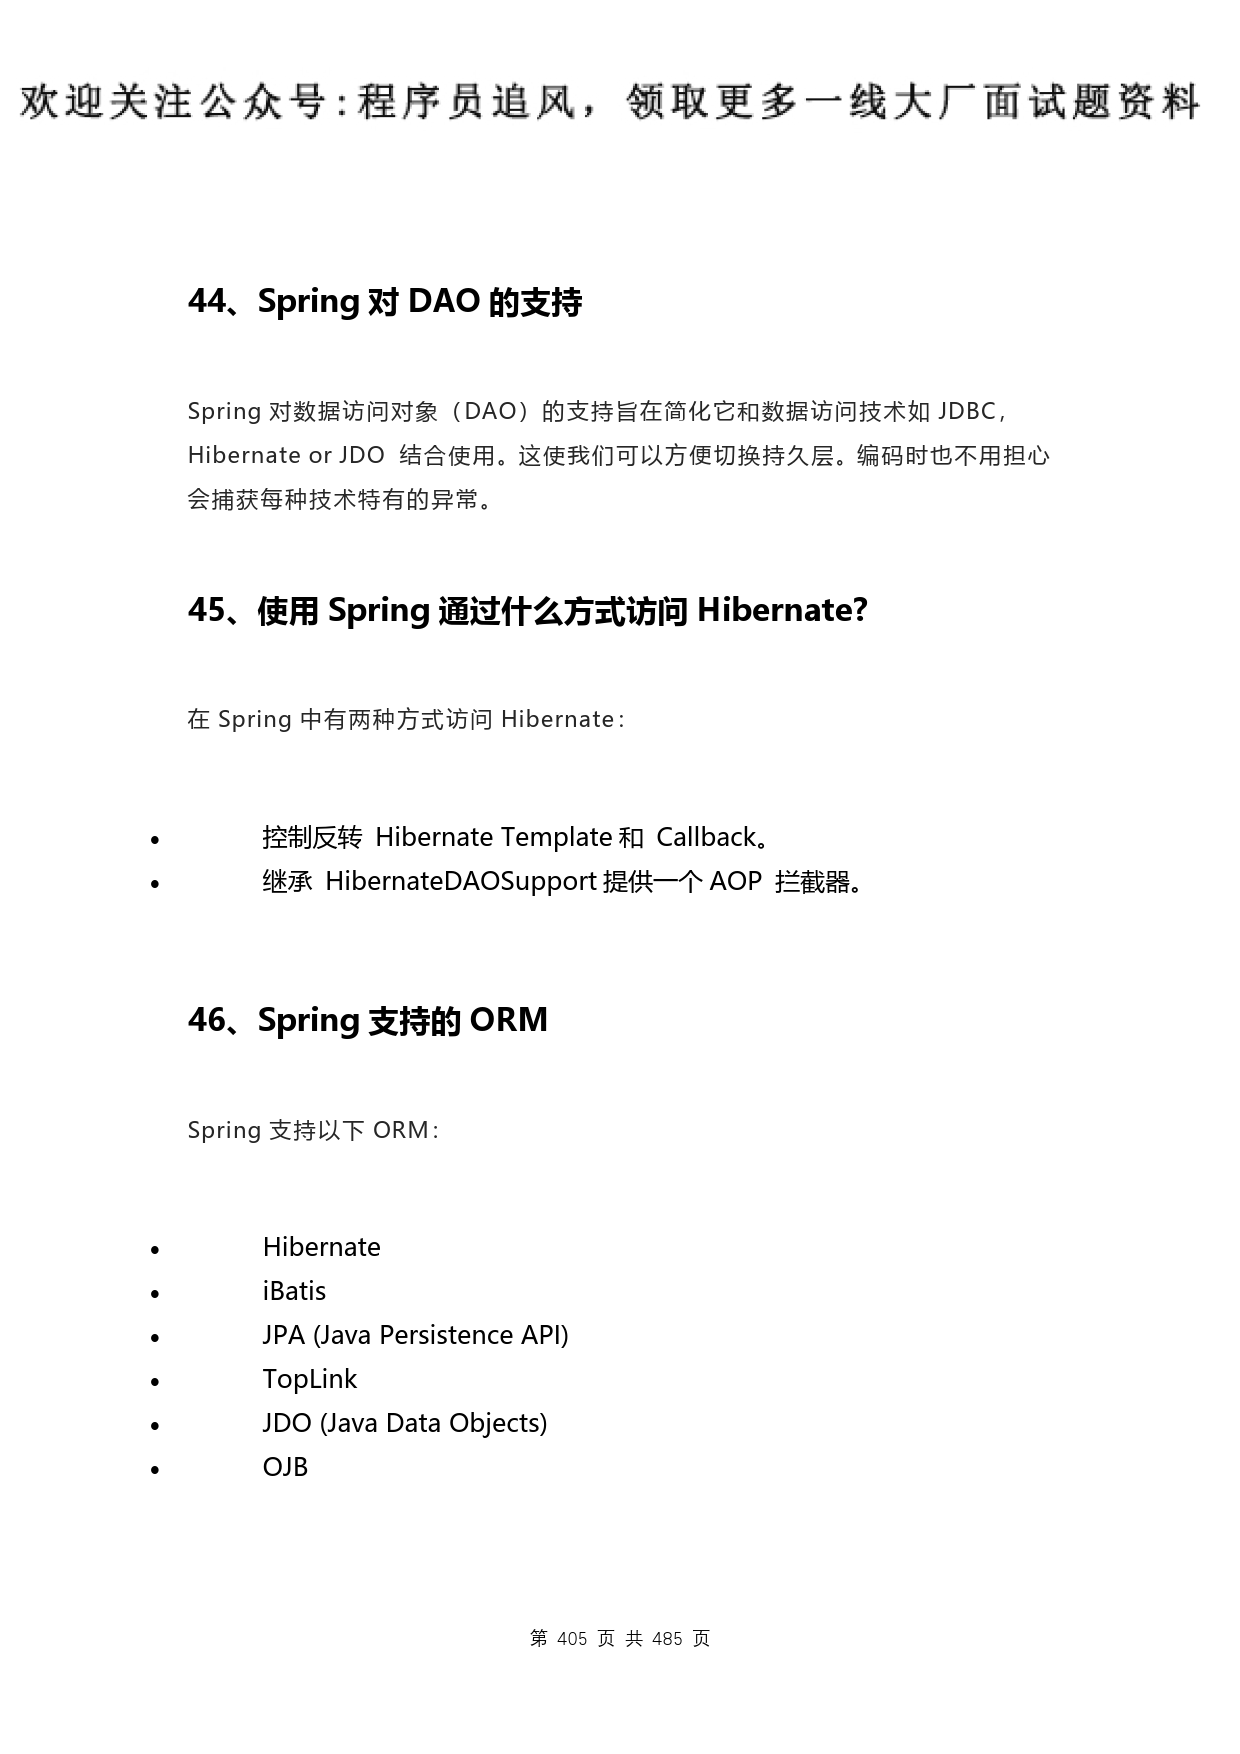 欢迎关注公众号:程序员追风，领取更多一线大厂面试题资料
44、Spring 对 DAO 的支持
Spring 对数据访问对象（DAO）的支持旨在简化它和数据访问技术如 JDBC，
Hibernate or JDO 结合使用。这使我们可以方便切换持久层。编码时也不用担心
会捕获每种技术特有的异常。
45、使用 Spring 通过什么方式访问 Hibernate?
在 Spring 中有两种方式访问 Hibernate：
• 控制反转 Hibernate Template 和 Callback。
• 继承 HibernateDAOSupport 提供一个 AOP 拦截器。
46、Spring 支持的 ORM
Spring 支持以下 ORM：
• Hibernate
• iBatis
• JPA (Java Persistence API)
• TopLink
• JDO (Java Data Objects)
• OJB
第 405 页 共 485 页